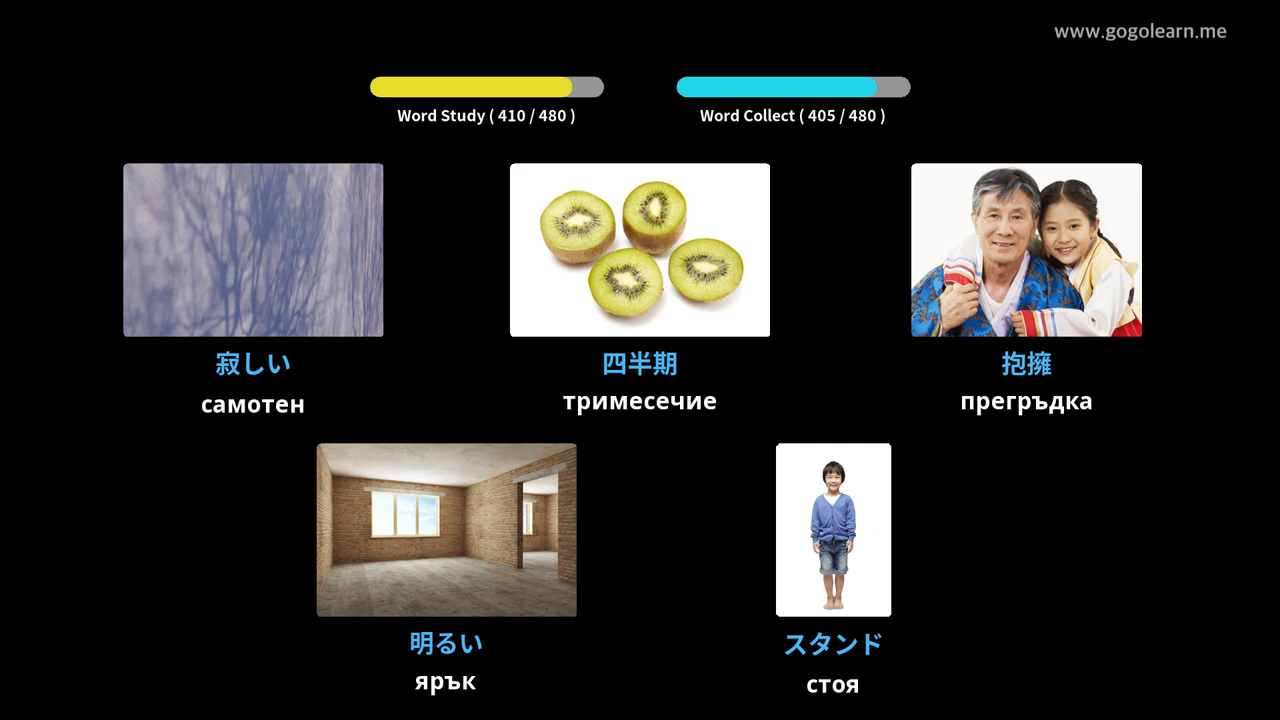 www.gogolearn.me
Word Study ( 410 / 480 )
Word Collect ( 405 / 480 )
寂しい
самотен
四半期
тримесечие
抱擁
прегръдка
明るい
ярък
スタンド
стоя